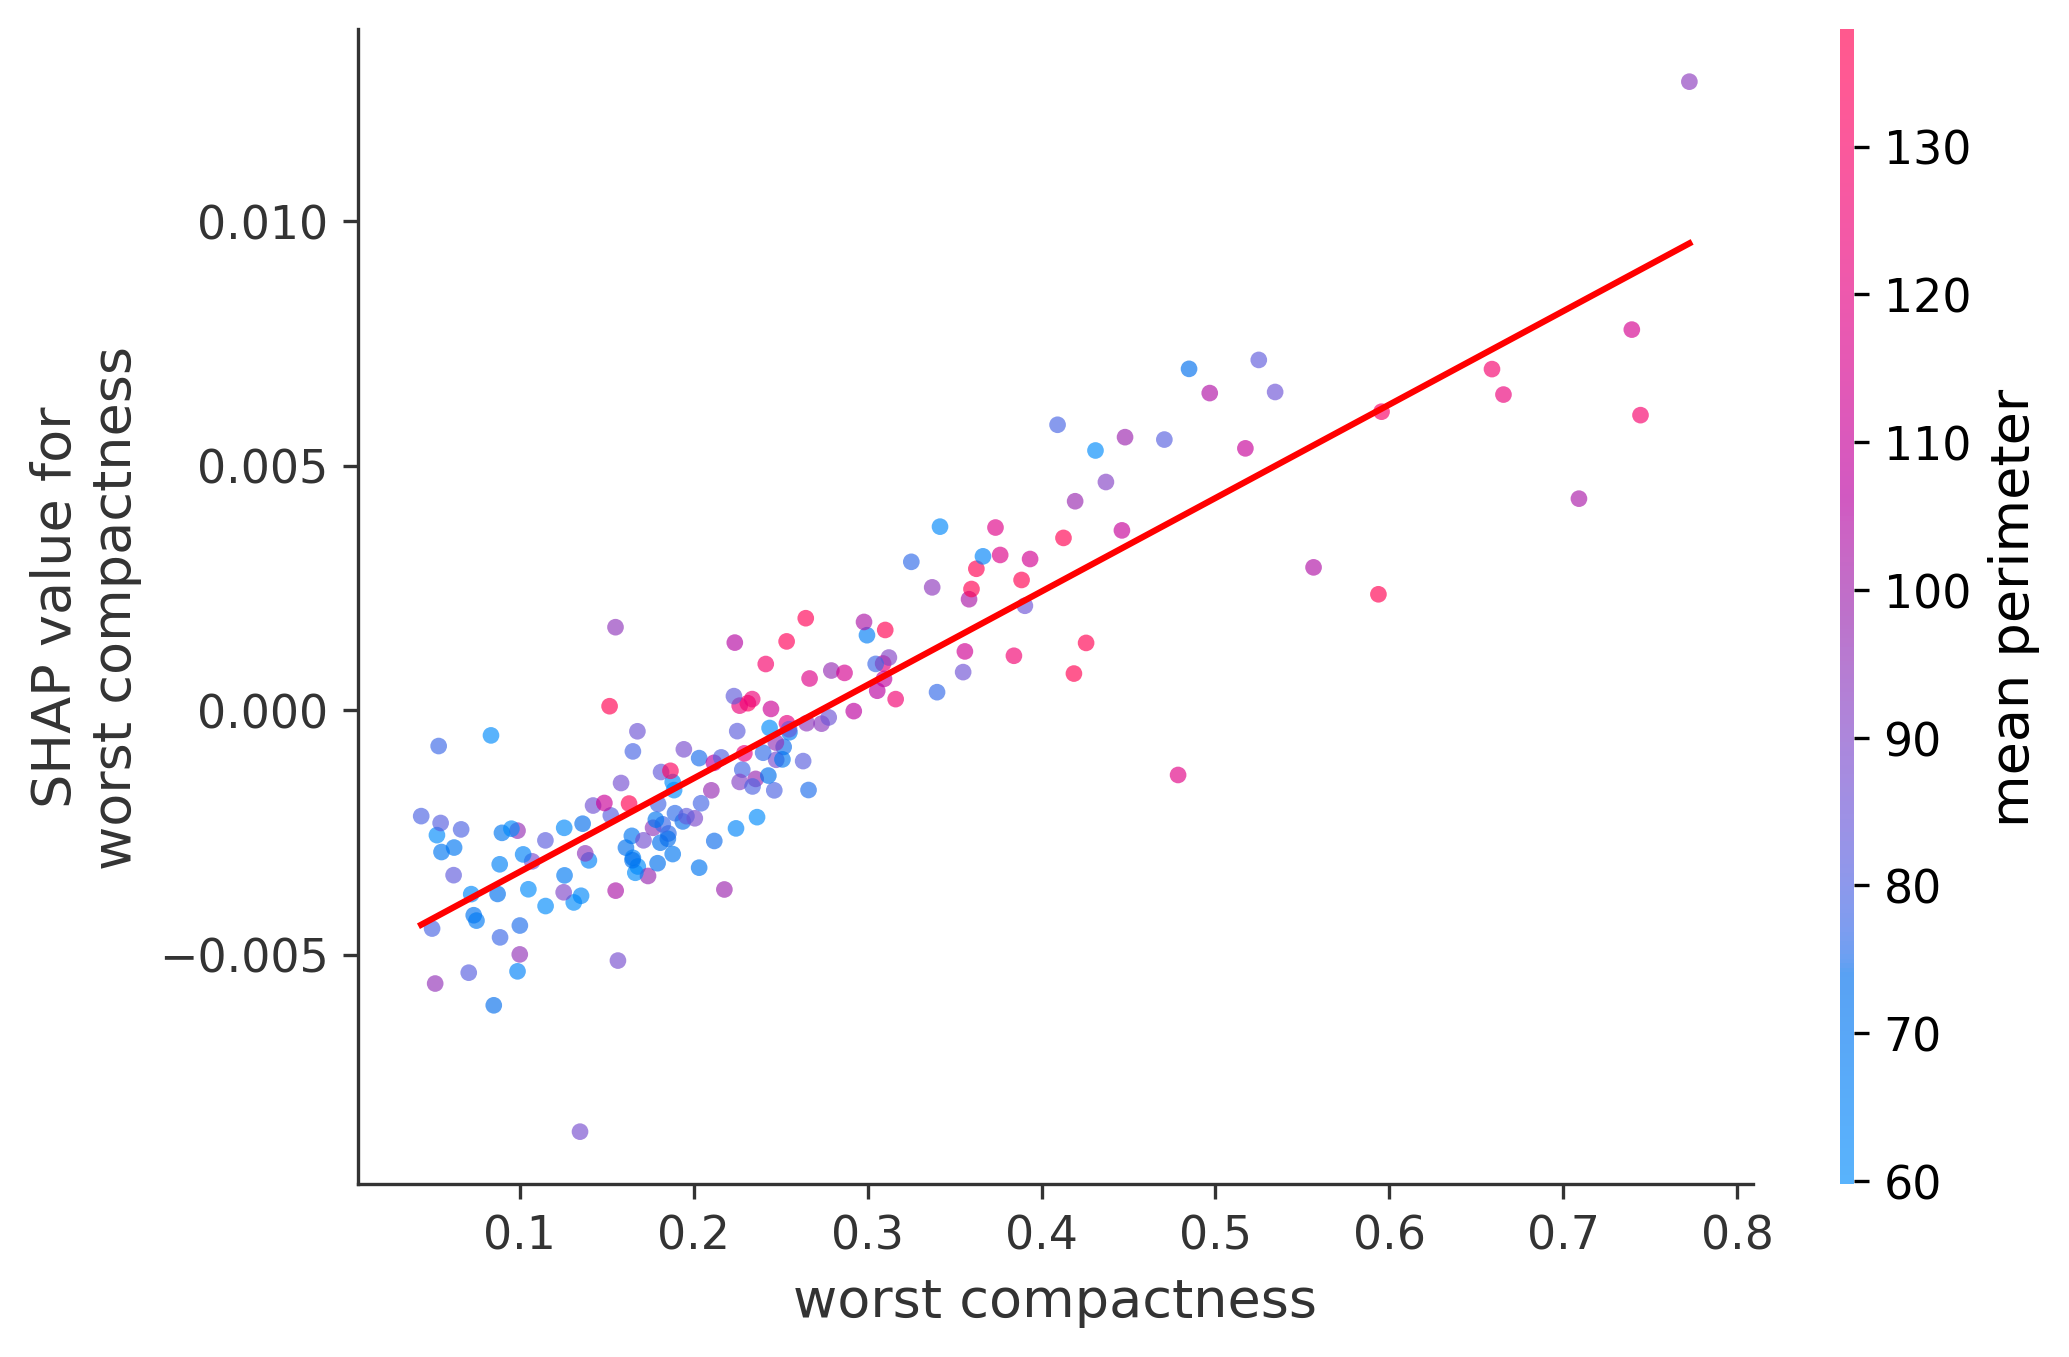 SHAP value for
worst compactness
0.010
0.005
0.000
−0.005
0.1 0.2 0.3 0.4 0.5 0.6 0.7 0.8
worst compactness
130
120
110
100
90
80
70
60
mean perimeter